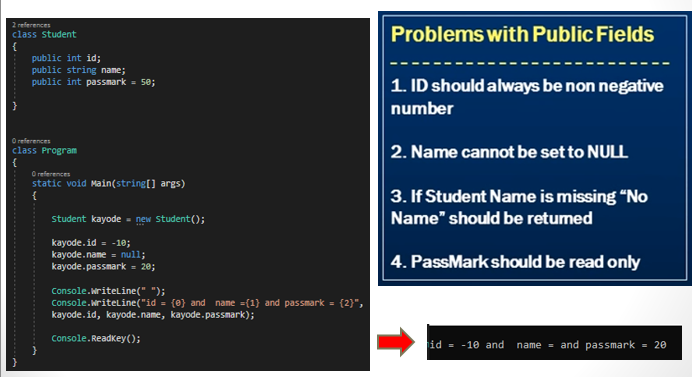 2 references
class Student
{
public int id;
public string name;
public int passmark = 50;
}
0 references
class Program
{
0 references
static void Main(string[] args)
{
Student kayode = new Student();
kayode.id = -10;
kayode.name = null;
kayode.passmark = 20;
Console.WriteLine(" ");
Console.WriteLine("id = {0} and  name ={1} and passmark = {2}",
kayode.id, kayode.name, kayode.passmark);
Console.ReadKey();
}
}
Problems with Public Fields
1. ID should always be non negative
number
2. Name cannot be set to NULL
3. If Student Name is missing “No
Name” should be returned
4. PassMark should be read only
id = -10 and  name = and passmark = 20